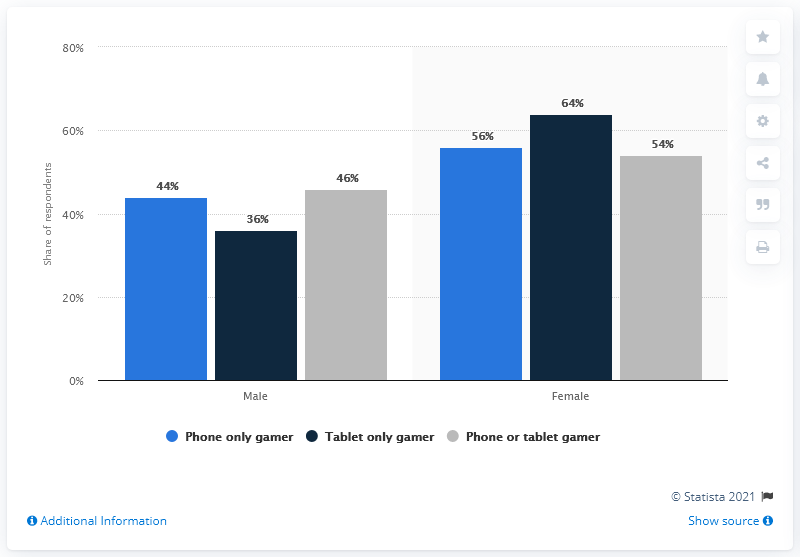 80%
60%
40%
20%
0%
Share of respondents
44%
36%
46%
56%
64%
54%
Male
Female
Phone only gamer
Tablet only gamer
Phone or tablet gamer
© Statista 2021
Additional Information
Show source